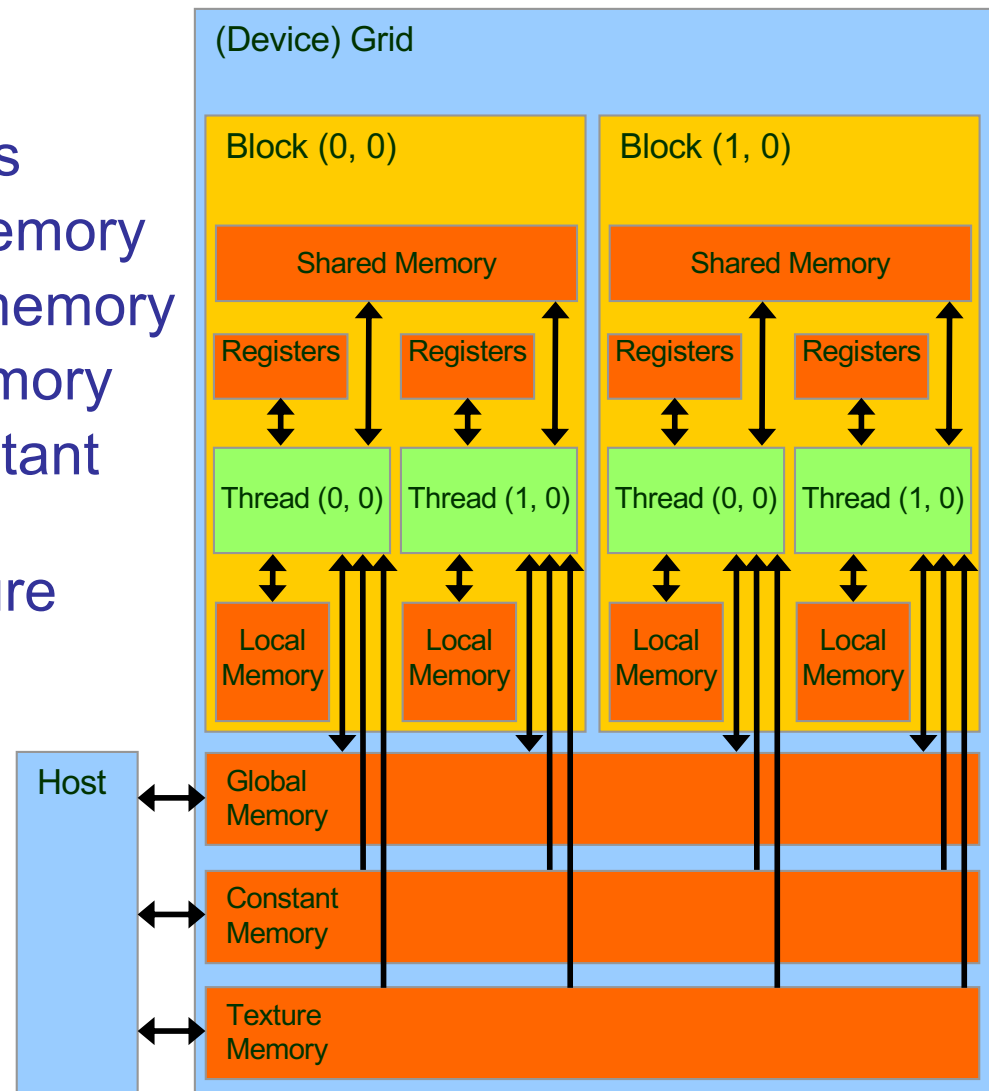 s
emory
nemory
mory
tant
re
(Device) Grid
Block (0, 0)
Shared Memory
Registers
Registers
Thread (0, 0)
Thread (1, 0)
Local
Memory
Local
Memory
Block (1, 0)
Shared Memory
Registers
Registers
Thread (0, 0)
Thread (1, 0)
Local
Memory
Local
Memory
Host
Global
Memory
Constant
Memory
Texture
Memory